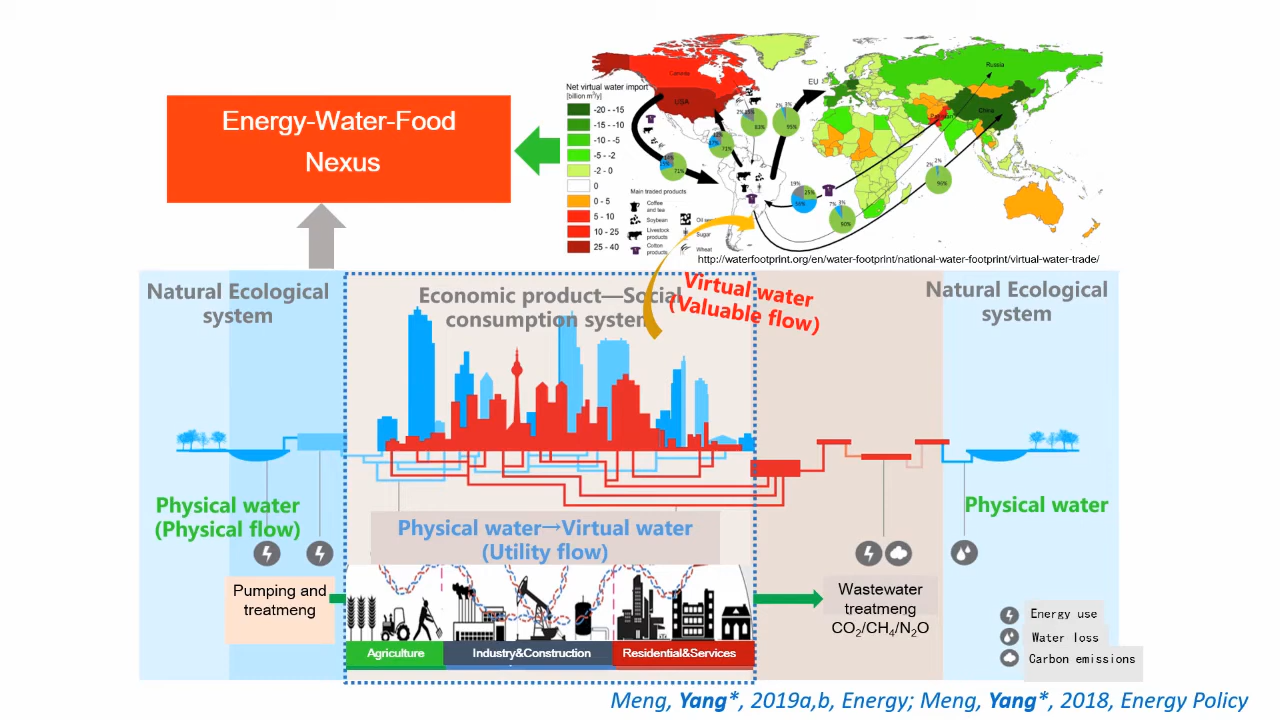 Energy-Water-Food
Nexus
Net virtual water import
[billion m³/y]
-20 - -15
-15 - -10
-10 - -5
-5 - -2
-2 - 0
0
0 - 5
5 - 10
10 - 25
25 - 40
Main traded products
Coffee
and tea
Soybean
Livestock
products
Cotton
products
Sugar
Wheat
Canada
USA
EU
Russia
China
http://waterfootprint.org/en/water-footprint/national-water-footprint/virtual-water-trade/
Natural Ecological
system
Economic product—Social
consumption system
Virtual water
(Valuable flow)
Natural Ecological
system
Physical water
(Physical flow)
Physical water
Physical water→Virtual water
(Utility flow)
Pumping and
treatmeng
Wastewater
treatmeng
CO₂/CH₄/N₂O
Agriculture
Industry&Construction
Residential&Services
Energy use
Water loss
Carbon emissions
Meng, Yang*, 2019a,b, Energy; Meng, Yang*, 2018, Energy Policy